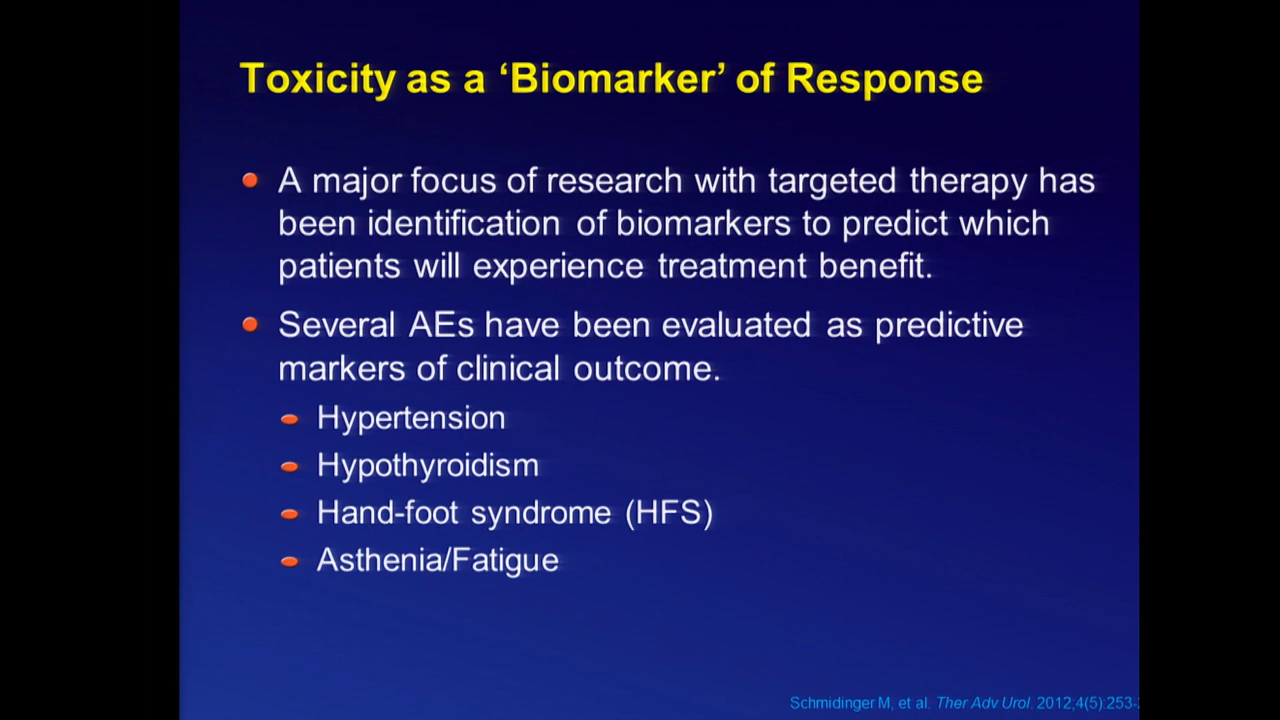 Toxicity as a ‘Biomarker’ of Response
A major focus of research with targeted therapy has
been identification of biomarkers to predict which
patients will experience treatment benefit.
Several AEs have been evaluated as predictive
markers of clinical outcome.
Hypertension
Hypothyroidism
Hand-foot syndrome (HFS)
Asthenia/Fatigue
Schmidinger M, et al. Ther Adv Urol. 2012;4(5):253-